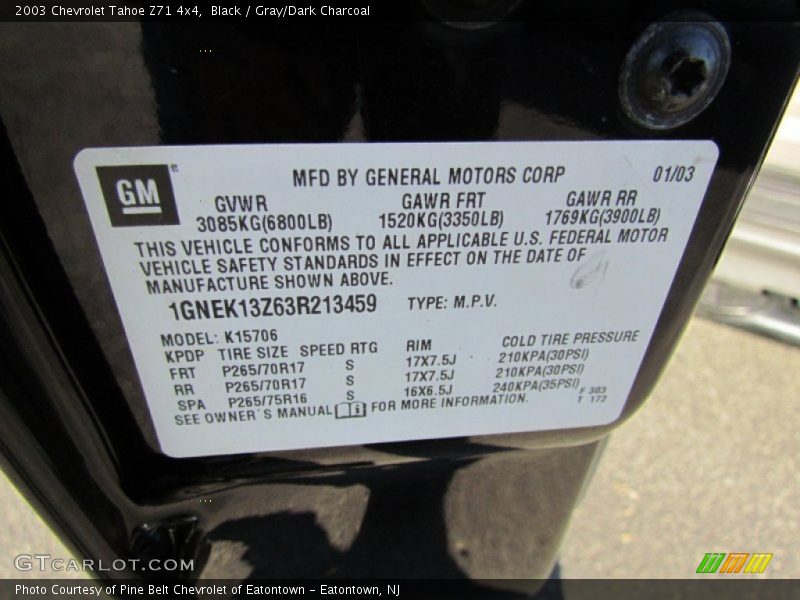 2003 Chevrolet Tahoe Z71 4x4, Black / Gray/Dark Charcoal
GM®
MFD BY GENERAL MOTORS CORP 01/03
GVWR GAWR FRT GAWR RR
3085KG(6800LB) 1520KG(3350LB) 1769KG(3900LB)
THIS VEHICLE CONFORMS TO ALL APPLICABLE U.S. FEDERAL MOTOR
VEHICLE SAFETY STANDARDS IN EFFECT ON THE DATE OF
MANUFACTURE SHOWN ABOVE.
1GNEK13Z63R213459 TYPE: M.P.V.
MODEL: K15706
KPDP TIRE SIZE SPEED RTG RIM COLD TIRE PRESSURE
FRT P265/70R17 S 17X7.5J 210KPA(30PSI)
RR P265/70R17 S 17X7.5J 210KPA(30PSI)
SPA P265/75R16 S 16X6.5J 240KPA(35PSI)
SEE OWNER'S MANUAL FOR MORE INFORMATION.
F 303
T 172
GTCARLOT.COM
Photo Courtesy of Pine Belt Chevrolet of Eatontown - Eatontown, NJ